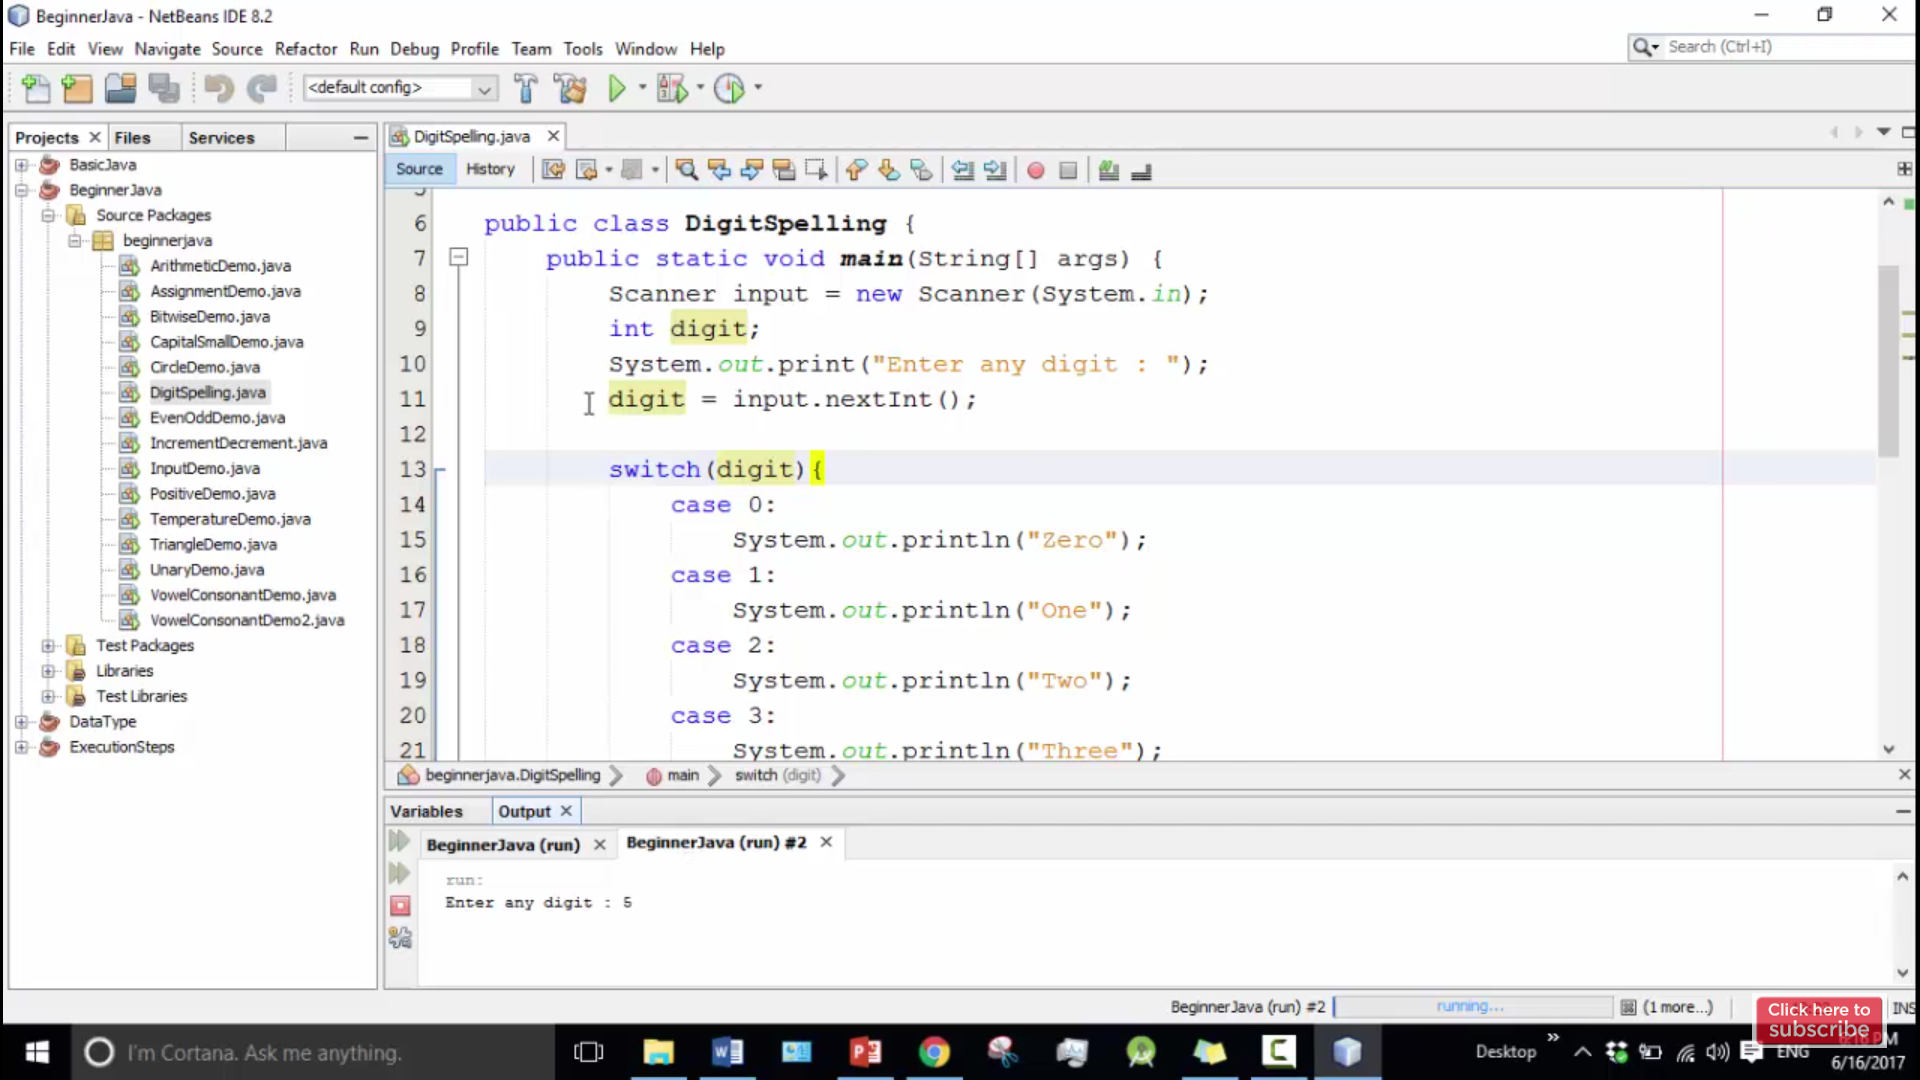 BeginnerJava - NetBeans IDE 8.2
File Edit View Navigate Source Refactor Run Debug Profile Team Tools Window Help
Search (Ctrl+I)
<default config>
Projects Files Services
DigitSpelling.java
Source History
BasicJava
BeginnerJava
Source Packages
beginnerjava
ArithmeticDemo.java
AssignmentDemo.java
BitwiseDemo.java
CapitalSmallDemo.java
CircleDemo.java
DigitSpelling.java
EvenOddDemo.java
IncrementDecrement.java
InputDemo.java
PositiveDemo.java
TemperatureDemo.java
TriangleDemo.java
UnaryDemo.java
VowelConsonantDemo.java
VowelConsonantDemo2.java
Test Packages
Libraries
Test Libraries
DataType
ExecutionSteps
6 public class DigitSpelling {
7 public static void main(String[] args) {
8 Scanner input = new Scanner(System.in);
9 int digit;
10 System.out.print("Enter any digit : ");
11 digit = input.nextInt();
12
13 switch(digit){
14 case 0:
15 System.out.println("Zero");
16 case 1:
17 System.out.println("One");
18 case 2:
19 System.out.println("Two");
20 case 3:
21 System.out.println("Three");
beginnerjava.DigitSpelling main switch (digit)
Variables Output
BeginnerJava (run) BeginnerJava (run) #2
run:
Enter any digit : 5
BeginnerJava (run) #2 running... (1 more...) INS
Click here to
subscribe
I'm Cortana. Ask me anything.
Desktop ENG
6/16/2017